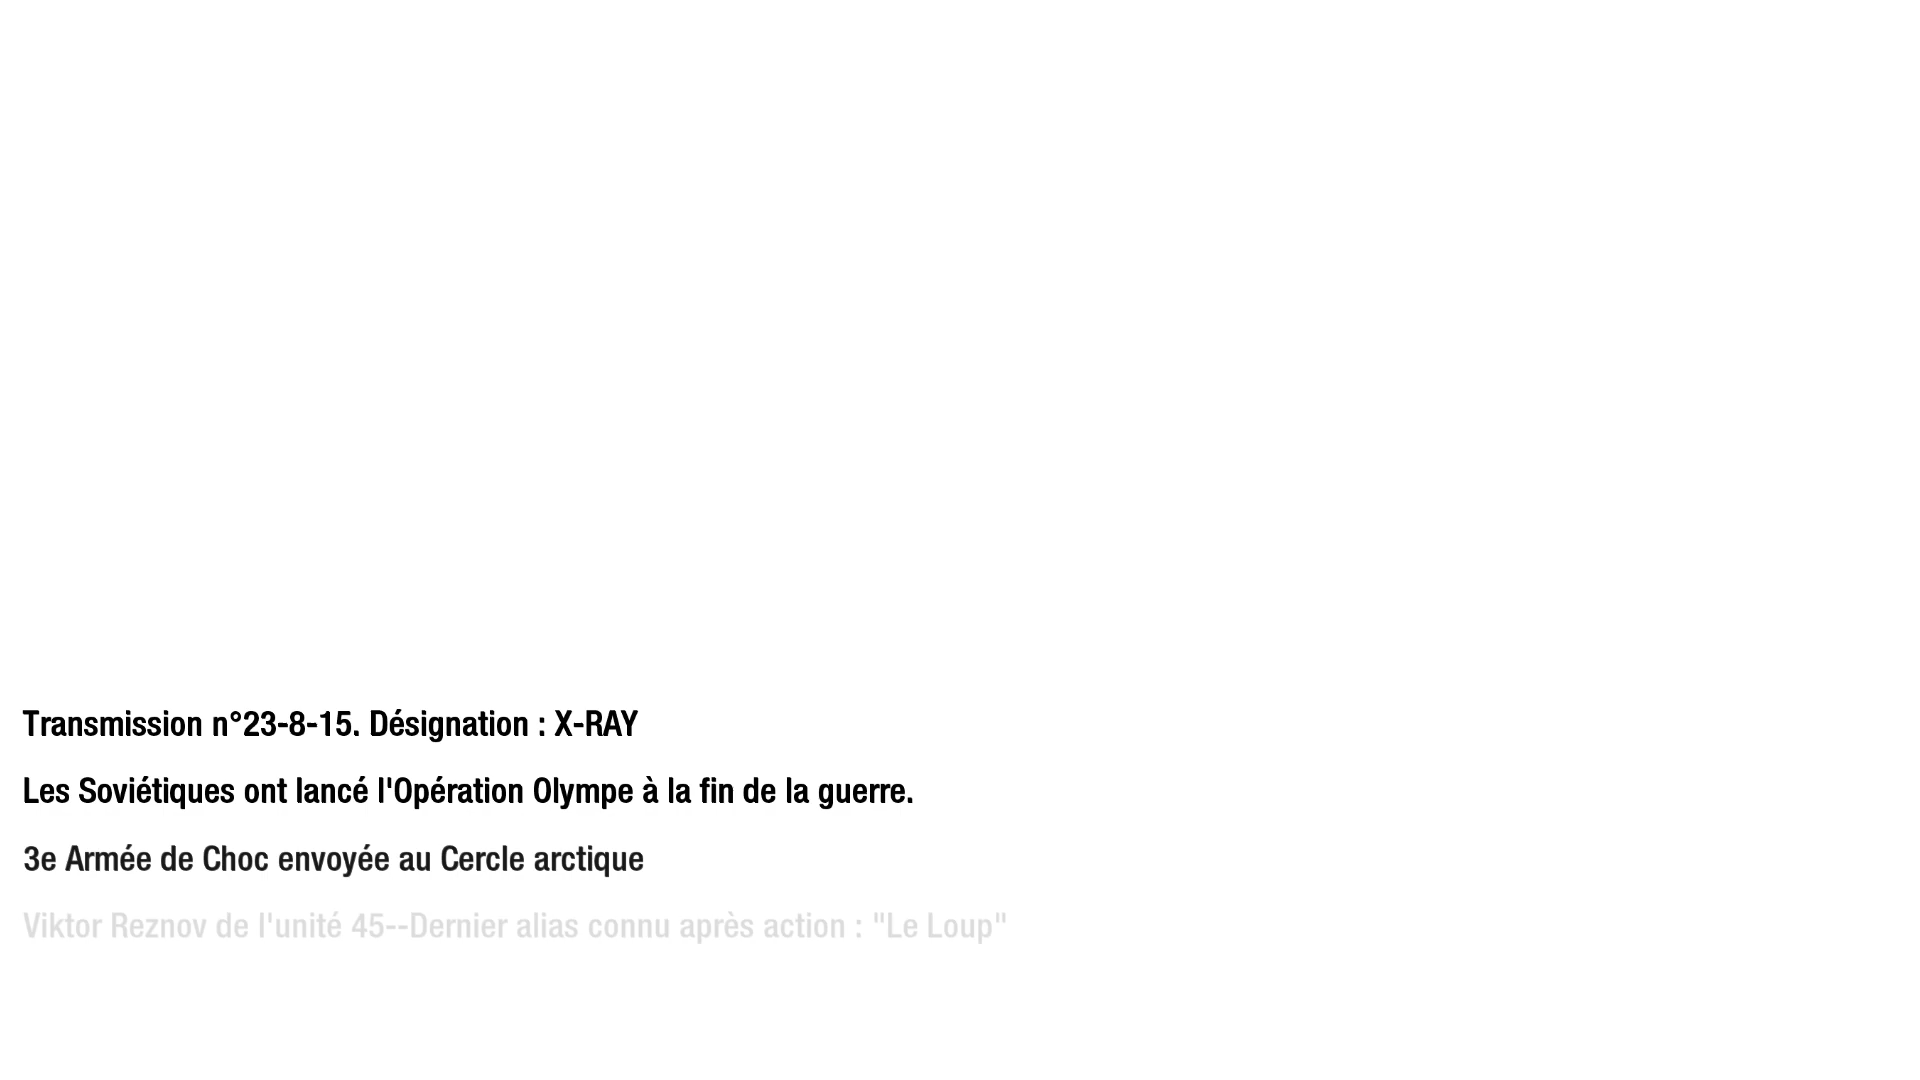 Transmission n°23-8-15. Désignation : X-RAY
Les Soviétiques ont lancé l'Opération Olympe à la fin de la guerre.
3e Armée de Choc envoyée au Cercle arctique
Viktor Reznov de l'unité 45--Dernier alias connu après action : "Le Loup"